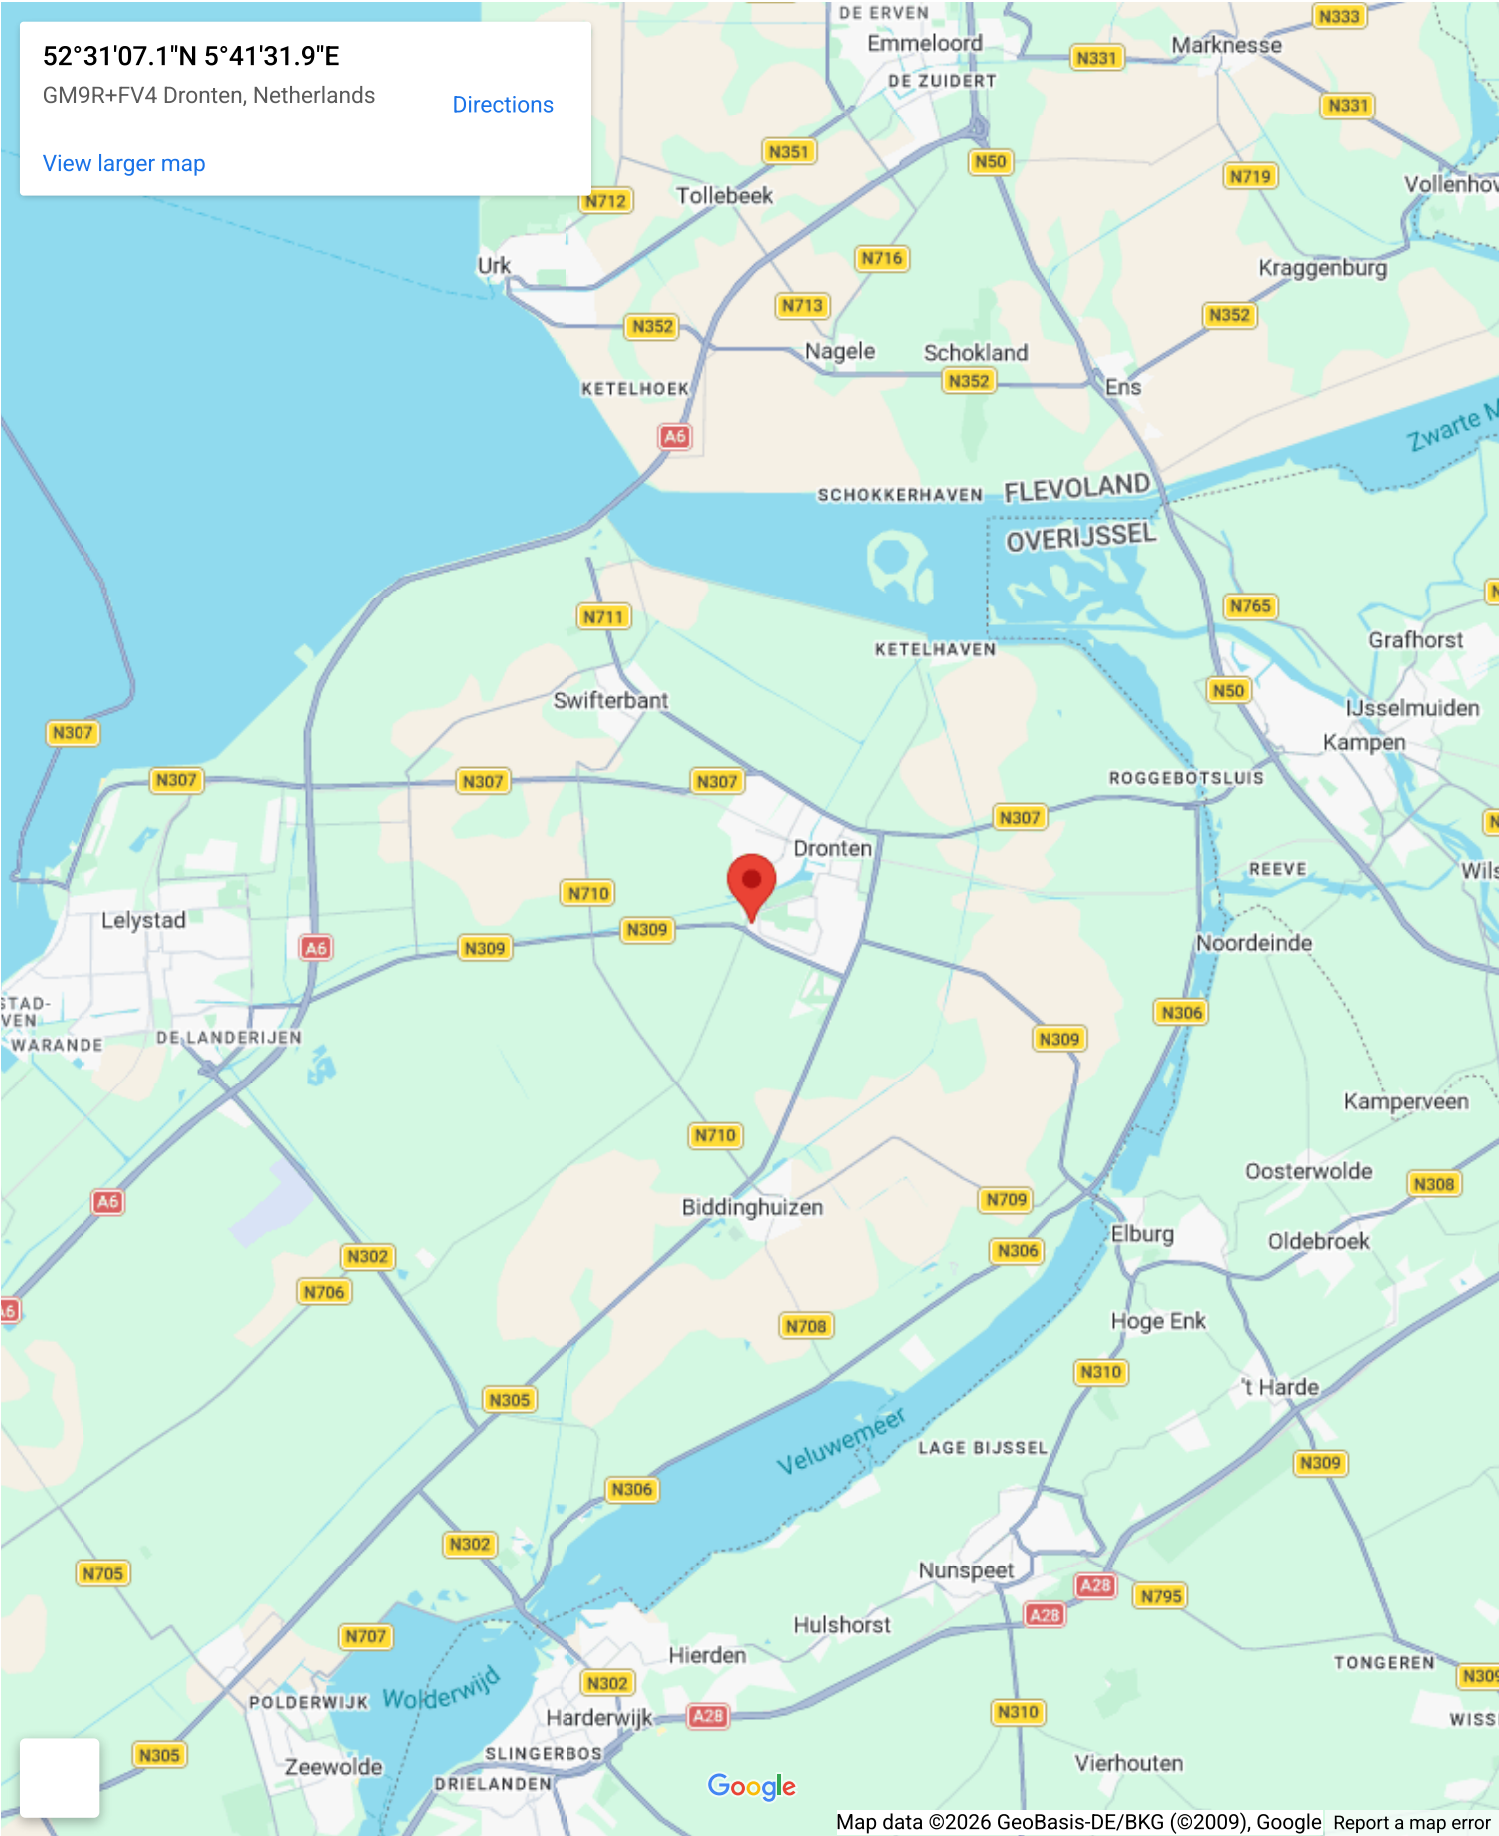 52°31'07.1"N 5°41'31.9"E
GM9R+FV4 Dronten, Netherlands
Directions
View larger map
DE ERVEN
N333
Emmeloord
Marknesse
N331
DE ZUIDERT
N331
N351
N50
N719
Vollenhov
Tollebeek
N712
N716
Urk
Kraggenburg
N713
N352
N352
Nagele
Schokland
N352
KETELHOEK
Ens
A6
Zwarte M
SCHOKKERHAVEN
FLEVOLAND
OVERIJSSEL
N711
N765
Grafhorst
KETELHAVEN
N50
Swifterbant
IJsselmuiden
N307
Kampen
N307
N307
N307
ROGGEBOTSLUIS
N307
Dronten
REEVE
Wils
N710
Lelystad
N309
N309
A6
Noordeinde
STAD-
VEN
N306
WARANDE
DE LANDERIJEN
N309
Kamperveen
N710
Oosterwolde
N308
A6
N709
Biddinghuizen
Elburg
Oldebroek
N302
N306
N706
A6
N708
Hoge Enk
N310
't Harde
N305
Veluwemeer
LAGE BIJSSEL
N309
N306
N302
Nunspeet
N705
A28
N795
A28
Hulshorst
N707
Hierden
TONGEREN
N309
N302
Wolderwijd
POLDERWIJK
Harderwijk
A28
N310
WISS
N305
SLINGERBOS
Zeewolde
Vierhouten
DRIELANDEN
Google
Map data ©2026 GeoBasis-DE/BKG (©2009), Google
Report a map error